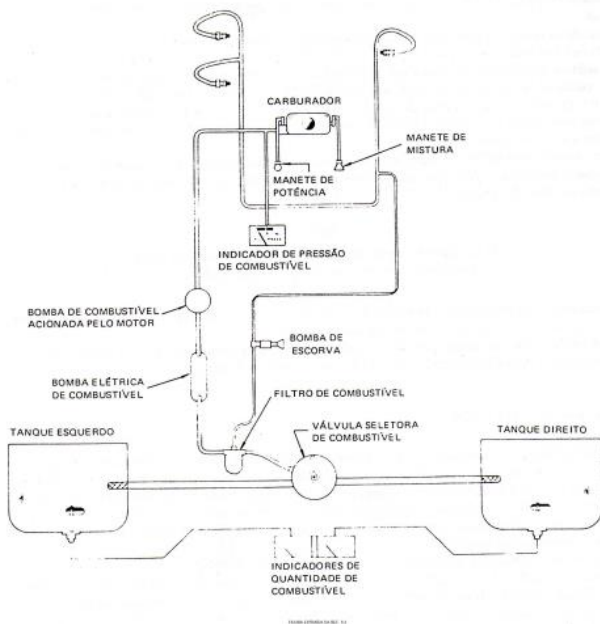 CARBURADOR
MANETE DE
MISTURA
MANETE DE
POTÊNCIA
INDICADOR DE PRESSÃO
DE COMBUSTÍVEL
BOMBA DE COMBUSTÍVEL
ACIONADA PELO MOTOR
BOMBA DE
ESCORVA
BOMBA ELÉTRICA
DE COMBUSTÍVEL
FILTRO DE COMBUSTÍVEL
TANQUE ESQUERDO
VÁLVULA SELETORA
DE COMBUSTÍVEL
TANQUE DIREITO
INDICADORES DE
QUANTIDADE DE
COMBUSTÍVEL